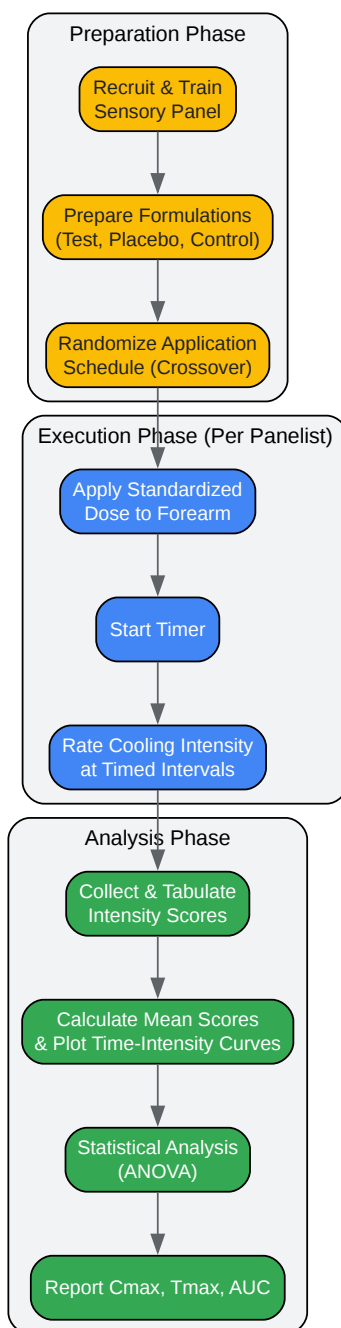 Preparation Phase
Recruit & Train
Sensory Panel
Prepare Formulations
(Test, Placebo, Control)
Randomize Application
Schedule (Crossover)
Execution Phase (Per Panelist)
Apply Standardized
Dose to Forearm
Start Timer
Rate Cooling Intensity
at Timed Intervals
Analysis Phase
Collect & Tabulate
Intensity Scores
Calculate Mean Scores
& Plot Time-Intensity Curves
Statistical Analysis
(ANOVA)
Report Cmax, Tmax, AUC